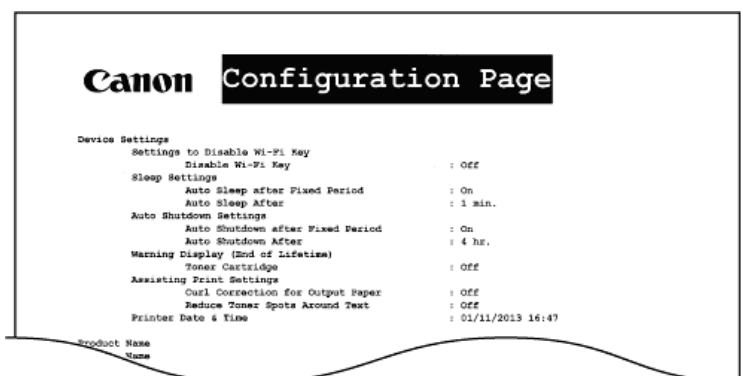 Canon Configuration Page
Device Settings
Settings to Disable Wi-Fi Key
Disable Wi-Fi Key : Off
Sleep Settings
Auto Sleep after Fixed Period : On
Auto Sleep After : 1 min.
Auto Shutdown Settings
Auto Shutdown after Fixed Period : On
Auto Shutdown After : 4 hr.
Warning Display (End of Lifetime)
Toner Cartridge : Off
Assisting Print Settings
Curl Correction for Output Paper : Off
Reduce Toner Spots Around Text : Off
Printer Date & Time : 01/11/2013 16:47
Product Name
Name